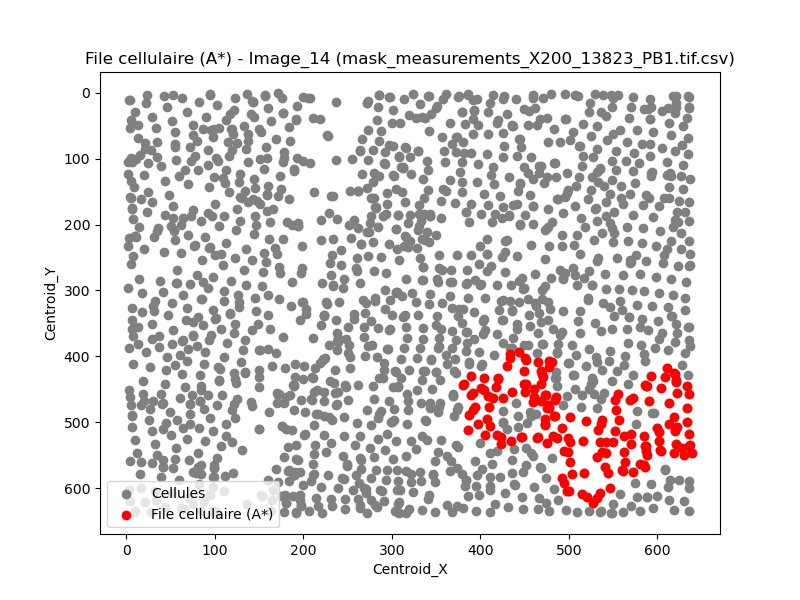 File cellulaire (A*) - Image_14 (mask_measurements_X200_13823_PB1.tif.csv)
0
100
200
300
400
500
600
Centroid_Y
Cellules
File cellulaire (A*)
0 100 200 300 400 500 600
Centroid_X